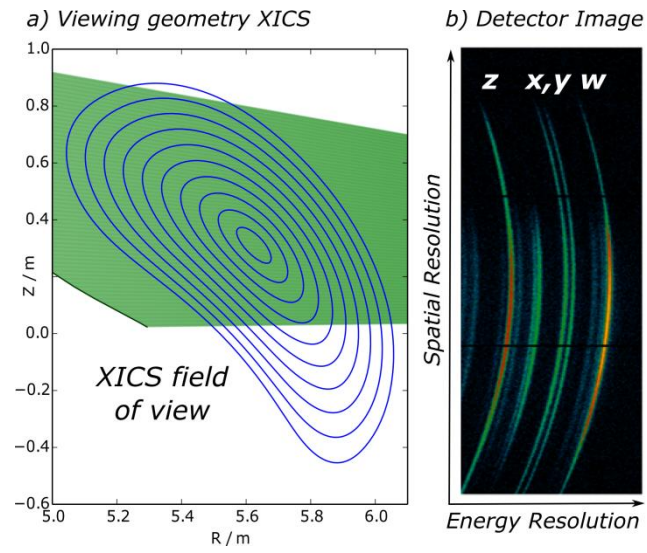 a) Viewing geometry XICS
b) Detector Image
1.0
0.8
0.6
0.4
0.2
0.0
−0.2
−0.4
−0.6
Z / m
XICS field
of view
5.0 5.2 5.4 5.6 5.8 6.0
R / m
z x,y w
Spatial Resolution
Energy Resolution